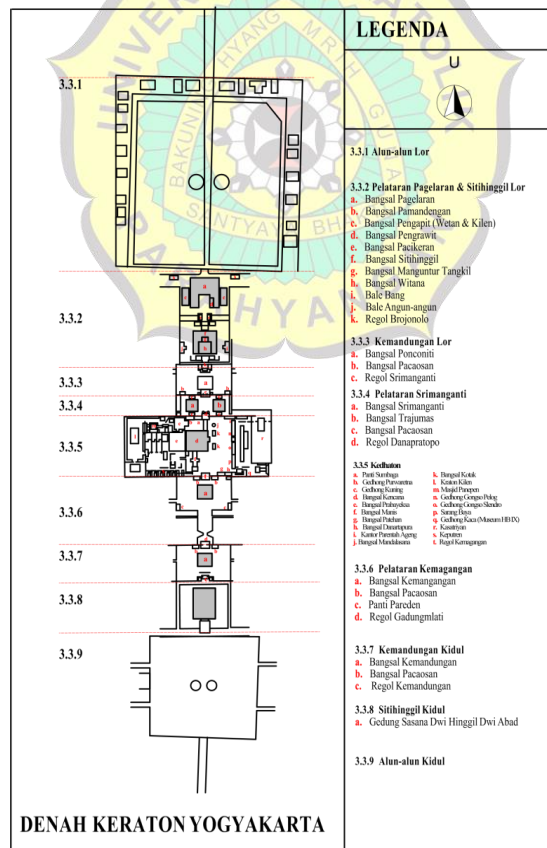 LEGENDA
U
3.3.1
3.3.2
3.3.3
3.3.4
3.3.5
3.3.6
3.3.7
3.3.8
3.3.9
DENAH KERATON YOGYAKARTA
3.3.1 Alun-alun Lor
3.3.2 Pelataran Pagelaran & Sitihinggil Lor
a. Bangsal Pagelaran
b. Bangsal Pamandengan
c. Bangsal Pengapit (Wetan & Kilen)
d. Bangsal Pengrawit
e. Bangsal Pacikeran
f. Bangsal Sitihinggil
g. Bangsal Manguntur Tangkil
h. Bangsal Witana
i. Bale Bang
j. Bale Angun-angun
k. Regol Brojonolo
3.3.3 Kemandungan Lor
a. Bangsal Ponconiti
b. Bangsal Pacaosan
c. Regol Srimanganti
3.3.4 Pelataran Srimanganti
a. Bangsal Srimanganti
b. Bangsal Trajumas
c. Bangsal Pacaosan
d. Regol Danapratopo
3.3.5 Kedhaton
a. Panti Sumbaga
b. Gedhong Purwaretna
c. Gedhong Kuning
d. Bangsal Kencana
e. Bangsal Prabayeksa
f. Bangsal Manis
g. Bangsal Patehan
h. Bangsal Danartapura
i. Kantor Parentah Ageng
j. Bangsal Mandalasana
k. Bangsal Kotak
l. Kraton Kilen
m. Masjid Panepen
n. Gedhong Gongso Pelog
o. Gedhong Gongso Slendro
p. Sarang Baya
q. Gedhong Kaca (Museum HB IX)
r. Kasatriyan
s. Keputren
t. Regol Kemagangan
3.3.6 Pelataran Kemagangan
a. Bangsal Kemangangan
b. Bangsal Pacaosan
c. Panti Pareden
d. Regol Gadungmlati
3.3.7 Kemandungan Kidul
a. Bangsal Kemandungan
b. Bangsal Pacaosan
c. Regol Kemandungan
3.3.8 Sitihinggil Kidul
a. Gedung Sasana Dwi Hinggil Dwi Abad
3.3.9 Alun-alun Kidul